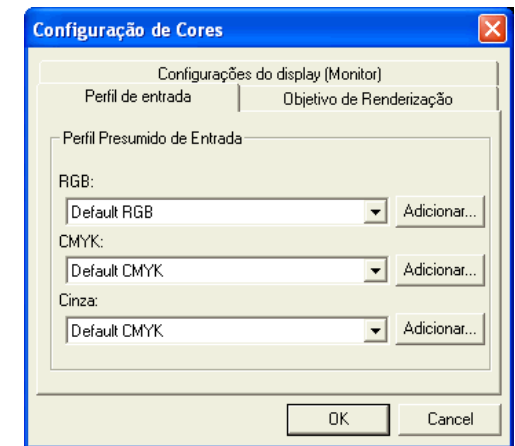 Configuração de Cores
Configurações do display (Monitor)
Perfil de entrada
Objetivo de Renderização
Perfil Presumido de Entrada
RGB:
Default RGB
Adicionar...
CMYK:
Default CMYK
Adicionar...
Cinza:
Default CMYK
Adicionar...
OK
Cancel